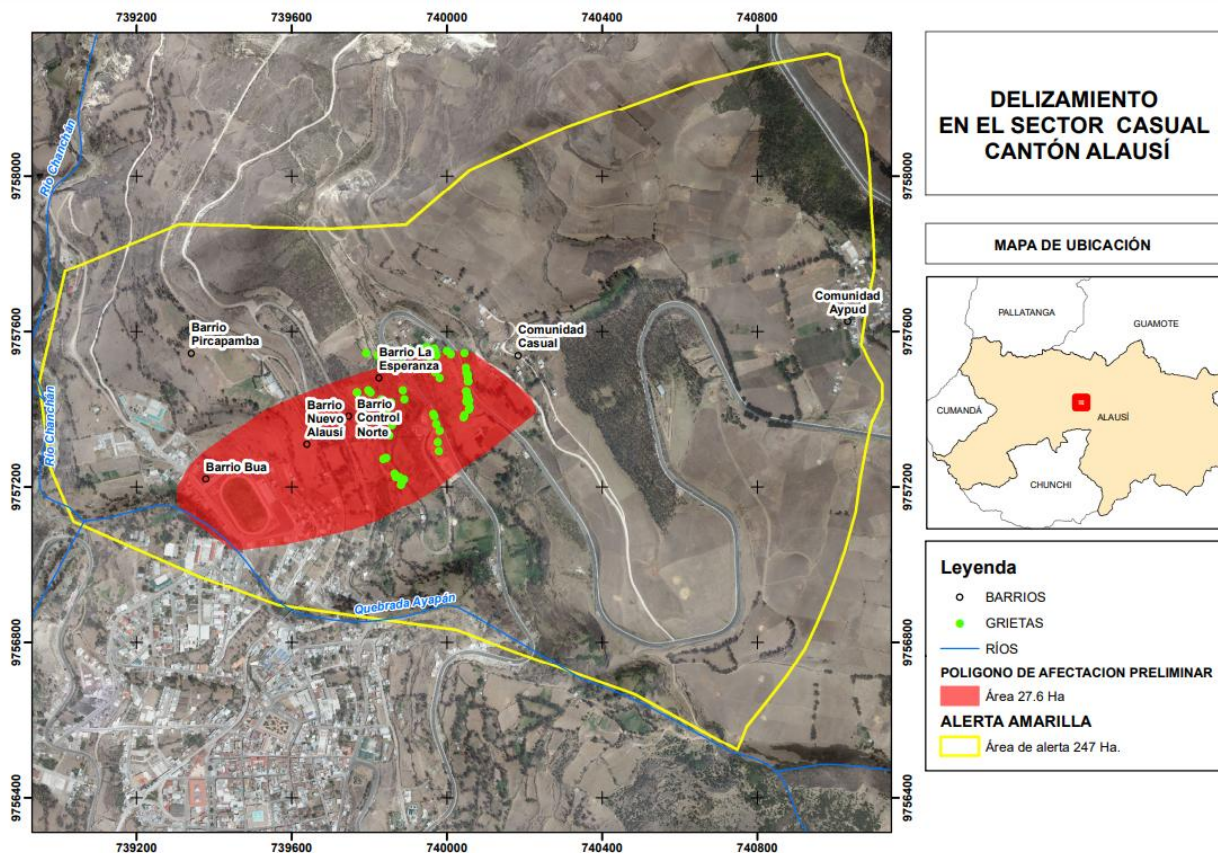 739200 739600 740000 740400 740800
9758000
9757600
9757200
9756800
9756400
9758000
9757600
9757200
9756800
9756400
739200 739600 740000 740400 740800
Río Chanchán
Río Chanchán
Barrio
Pircapamba
Barrio La
Esperanza
Comunidad
Casual
Comunidad
Aypud
Barrio
Nuevo
Alausí
Barrio
Control
Norte
Barrio Bua
Quebrada Ayapán
DELIZAMIENTO
EN EL SECTOR CASUAL
CANTÓN ALAUSÍ
MAPA DE UBICACIÓN
PALLATANGA
GUAMOTE
CUMANDÁ
ALAUSÍ
CHUNCHI
Leyenda
BARRIOS
GRIETAS
RÍOS
POLIGONO DE AFECTACION PRELIMINAR
Área 27.6 Ha
ALERTA AMARILLA
Área de alerta 247 Ha.